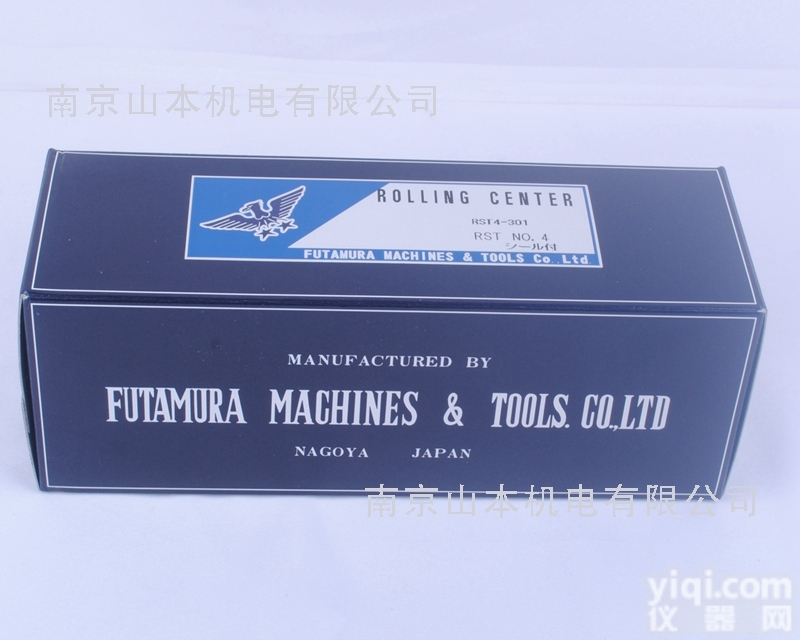 南京山本机电有限公司
ROLLING CENTER
RST4-301
RST NO. 4
シール付
FUTAMURA MACHINES & TOOLS Co.,Ltd.
MANUFACTURED BY
FUTAMURA MACHINES & TOOLS. CO.,LTD
NAGOYA JAPAN
南京山本机电有限公司
yiqi.com
仪器网